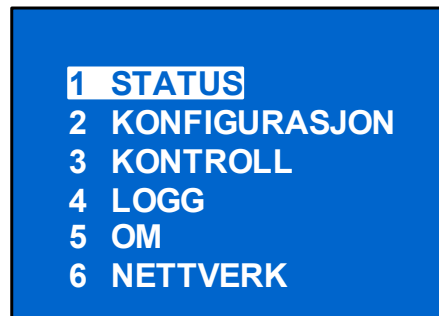 1 STATUS
2 KONFIGURASJON
3 KONTROLL
4 LOGG
5 OM
6 NETTVERK